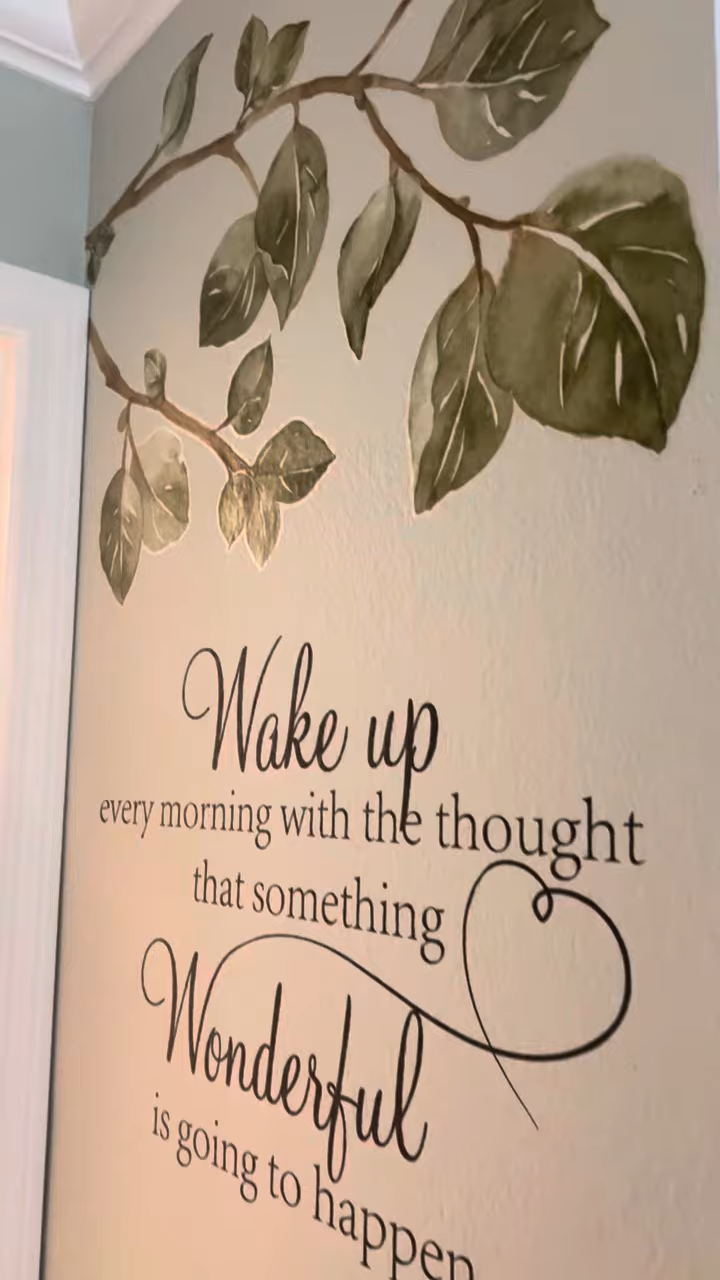 Wake up
every morning with the thought
that something
Wonderful
is going to happen